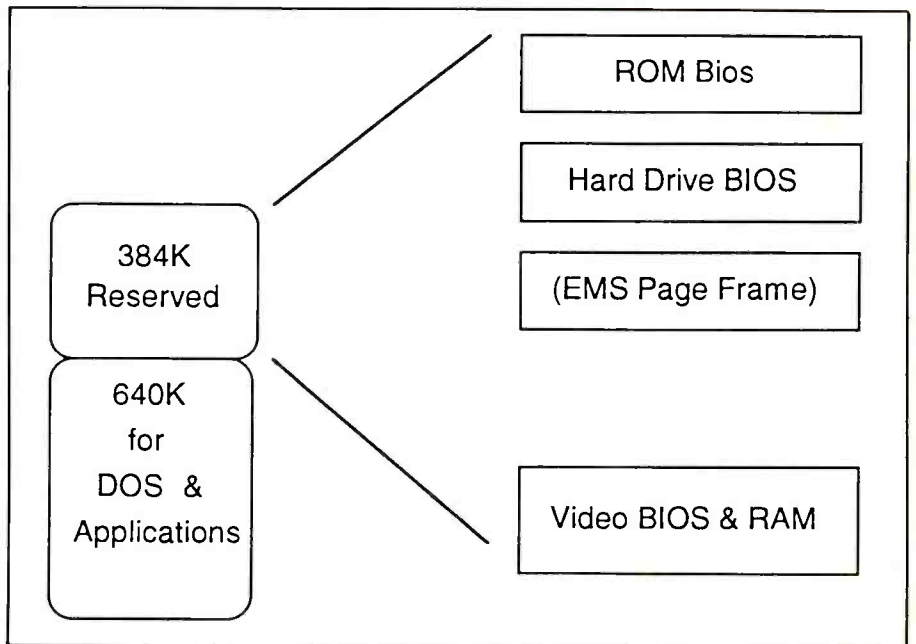 384K
Reserved
640K
for
DOS &
Applications
ROM Bios
Hard Drive BIOS
(EMS Page Frame)
Video BIOS & RAM